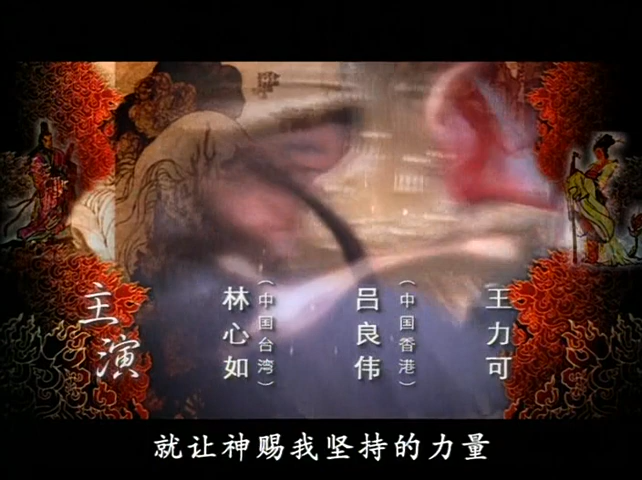 主演
林心如
（中国台湾）
吕良伟
（中国香港）
王力可
就让神赐我坚持的力量